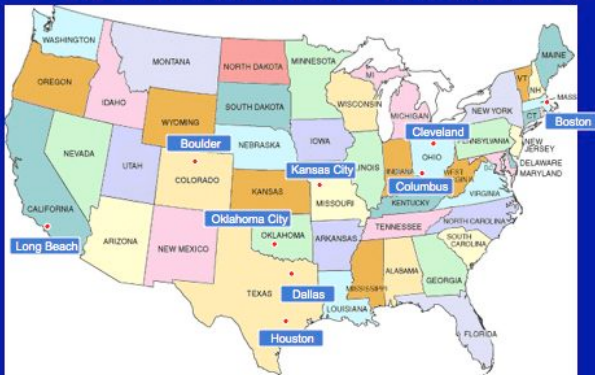 WASHINGTON
MONTANA
NORTH DAKOTA
MINNESOTA
MAINE
OREGON
IDAHO
SOUTH DAKOTA
WISCONSIN
MI
MICHIGAN
VT
NH
MASS
NEW YORK
WYOMING
Boulder
NEBRASKA
IOWA
Cleveland
CT
Boston
NEVADA
UTAH
COLORADO
Kansas City
ILLINOIS
INDIANA
OHIO
PENNSYLVANIA
NEW
JERSEY
DELAWARE
MARYLAND
CALIFORNIA
KANSAS
MISSOURI
Columbus
WEST
VIRGINIA
KENTUCKY
VIRGINIA
Long Beach
ARIZONA
NEW MEXICO
Oklahoma City
OKLAHOMA
ARKANSAS
TENNESSEE
NORTH CAROLINA
SOUTH
CAROLINA
TEXAS
Dallas
MISSISSIPPI
ALABAMA
GEORGIA
Houston
LOUISIANA
FLORIDA